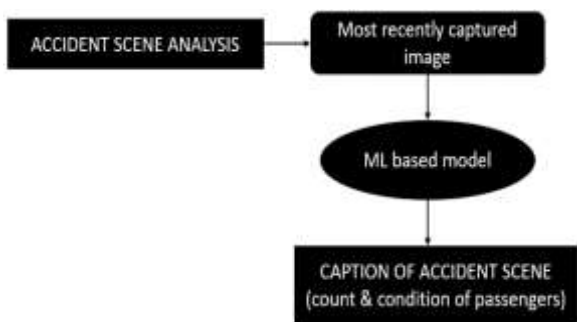 ACCIDENT SCENE ANALYSIS
Most recently captured
image
ML based model
CAPTION OF ACCIDENT SCENE
(count & condition of passengers)